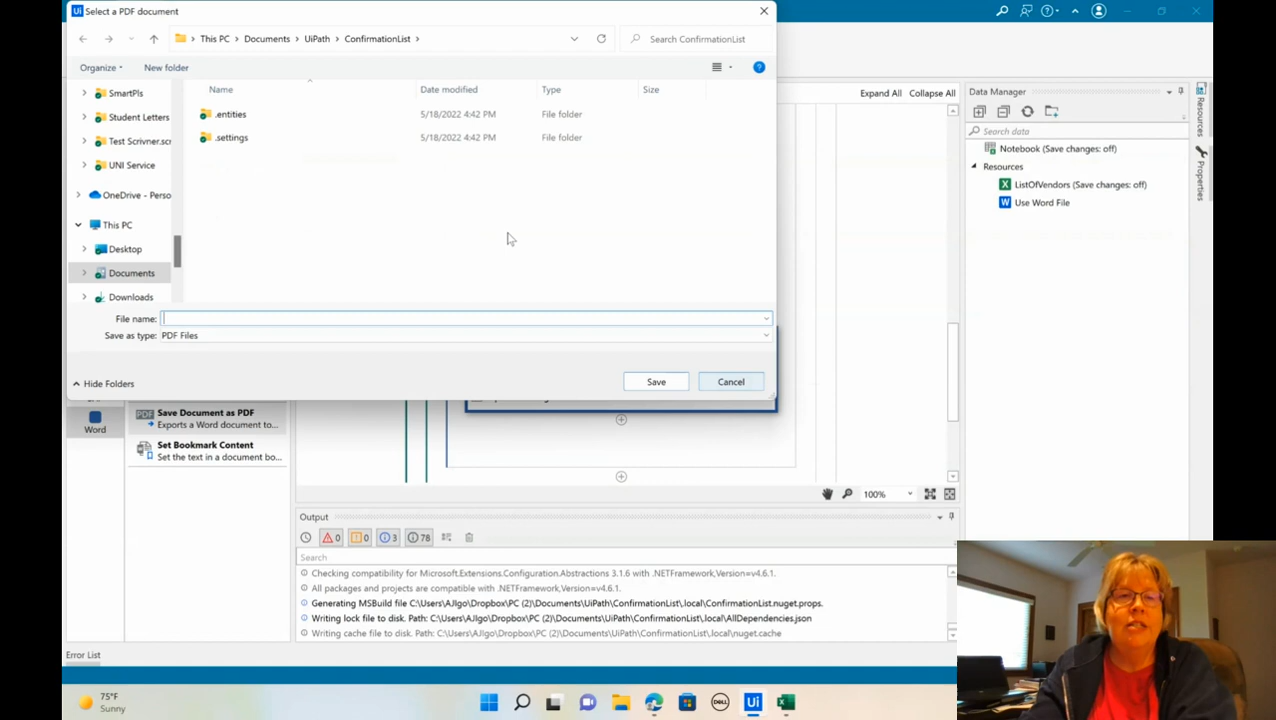 Ui Select a PDF document
This PC > Documents > UiPath > ConfirmationList >
Search ConfirmationList
Organize
New folder
?
Name
Date modified
Type
Size
.entities
5/18/2022 4:42 PM
File folder
.settings
5/18/2022 4:42 PM
File folder
SmartPls
Student Letters
Test Scrivner.scr
UNI Service
OneDrive - Perso
This PC
Desktop
Documents
Downloads
File name:
Save as type: PDF Files
Hide Folders
Save
Cancel
Expand All
Collapse All
Data Manager
Search data
Notebook (Save changes: off)
Resources
ListOfVendors (Save changes: off)
Use Word File
Resources
Properties
Word
PDF
Save Document as PDF
Exports a Word document to...
Set Bookmark Content
Set the text in a document bo...
100%
Output
0
0
3
78
Search
Checking compatibility for Microsoft.Extensions.Configuration.Abstractions 3.1.6 with .NETFramework,Version=v4.6.1.
All packages and projects are compatible with .NETFramework,Version=v4.6.1.
Generating MSBuild file C:\Users\AJIgo\Dropbox\PC (2)\Documents\UiPath\ConfirmationList\.local\ConfirmationList.nuget.props.
Writing lock file to disk. Path: C:\Users\AJIgo\Dropbox\PC (2)\Documents\UiPath\ConfirmationList\.local\AllDependencies.json
Writing cache file to disk. Path: C:\Users\AJIgo\Dropbox\PC (2)\Documents\UiPath\ConfirmationList\.local\nuget.cache
Error List
75°F
Sunny
DELL
Ui